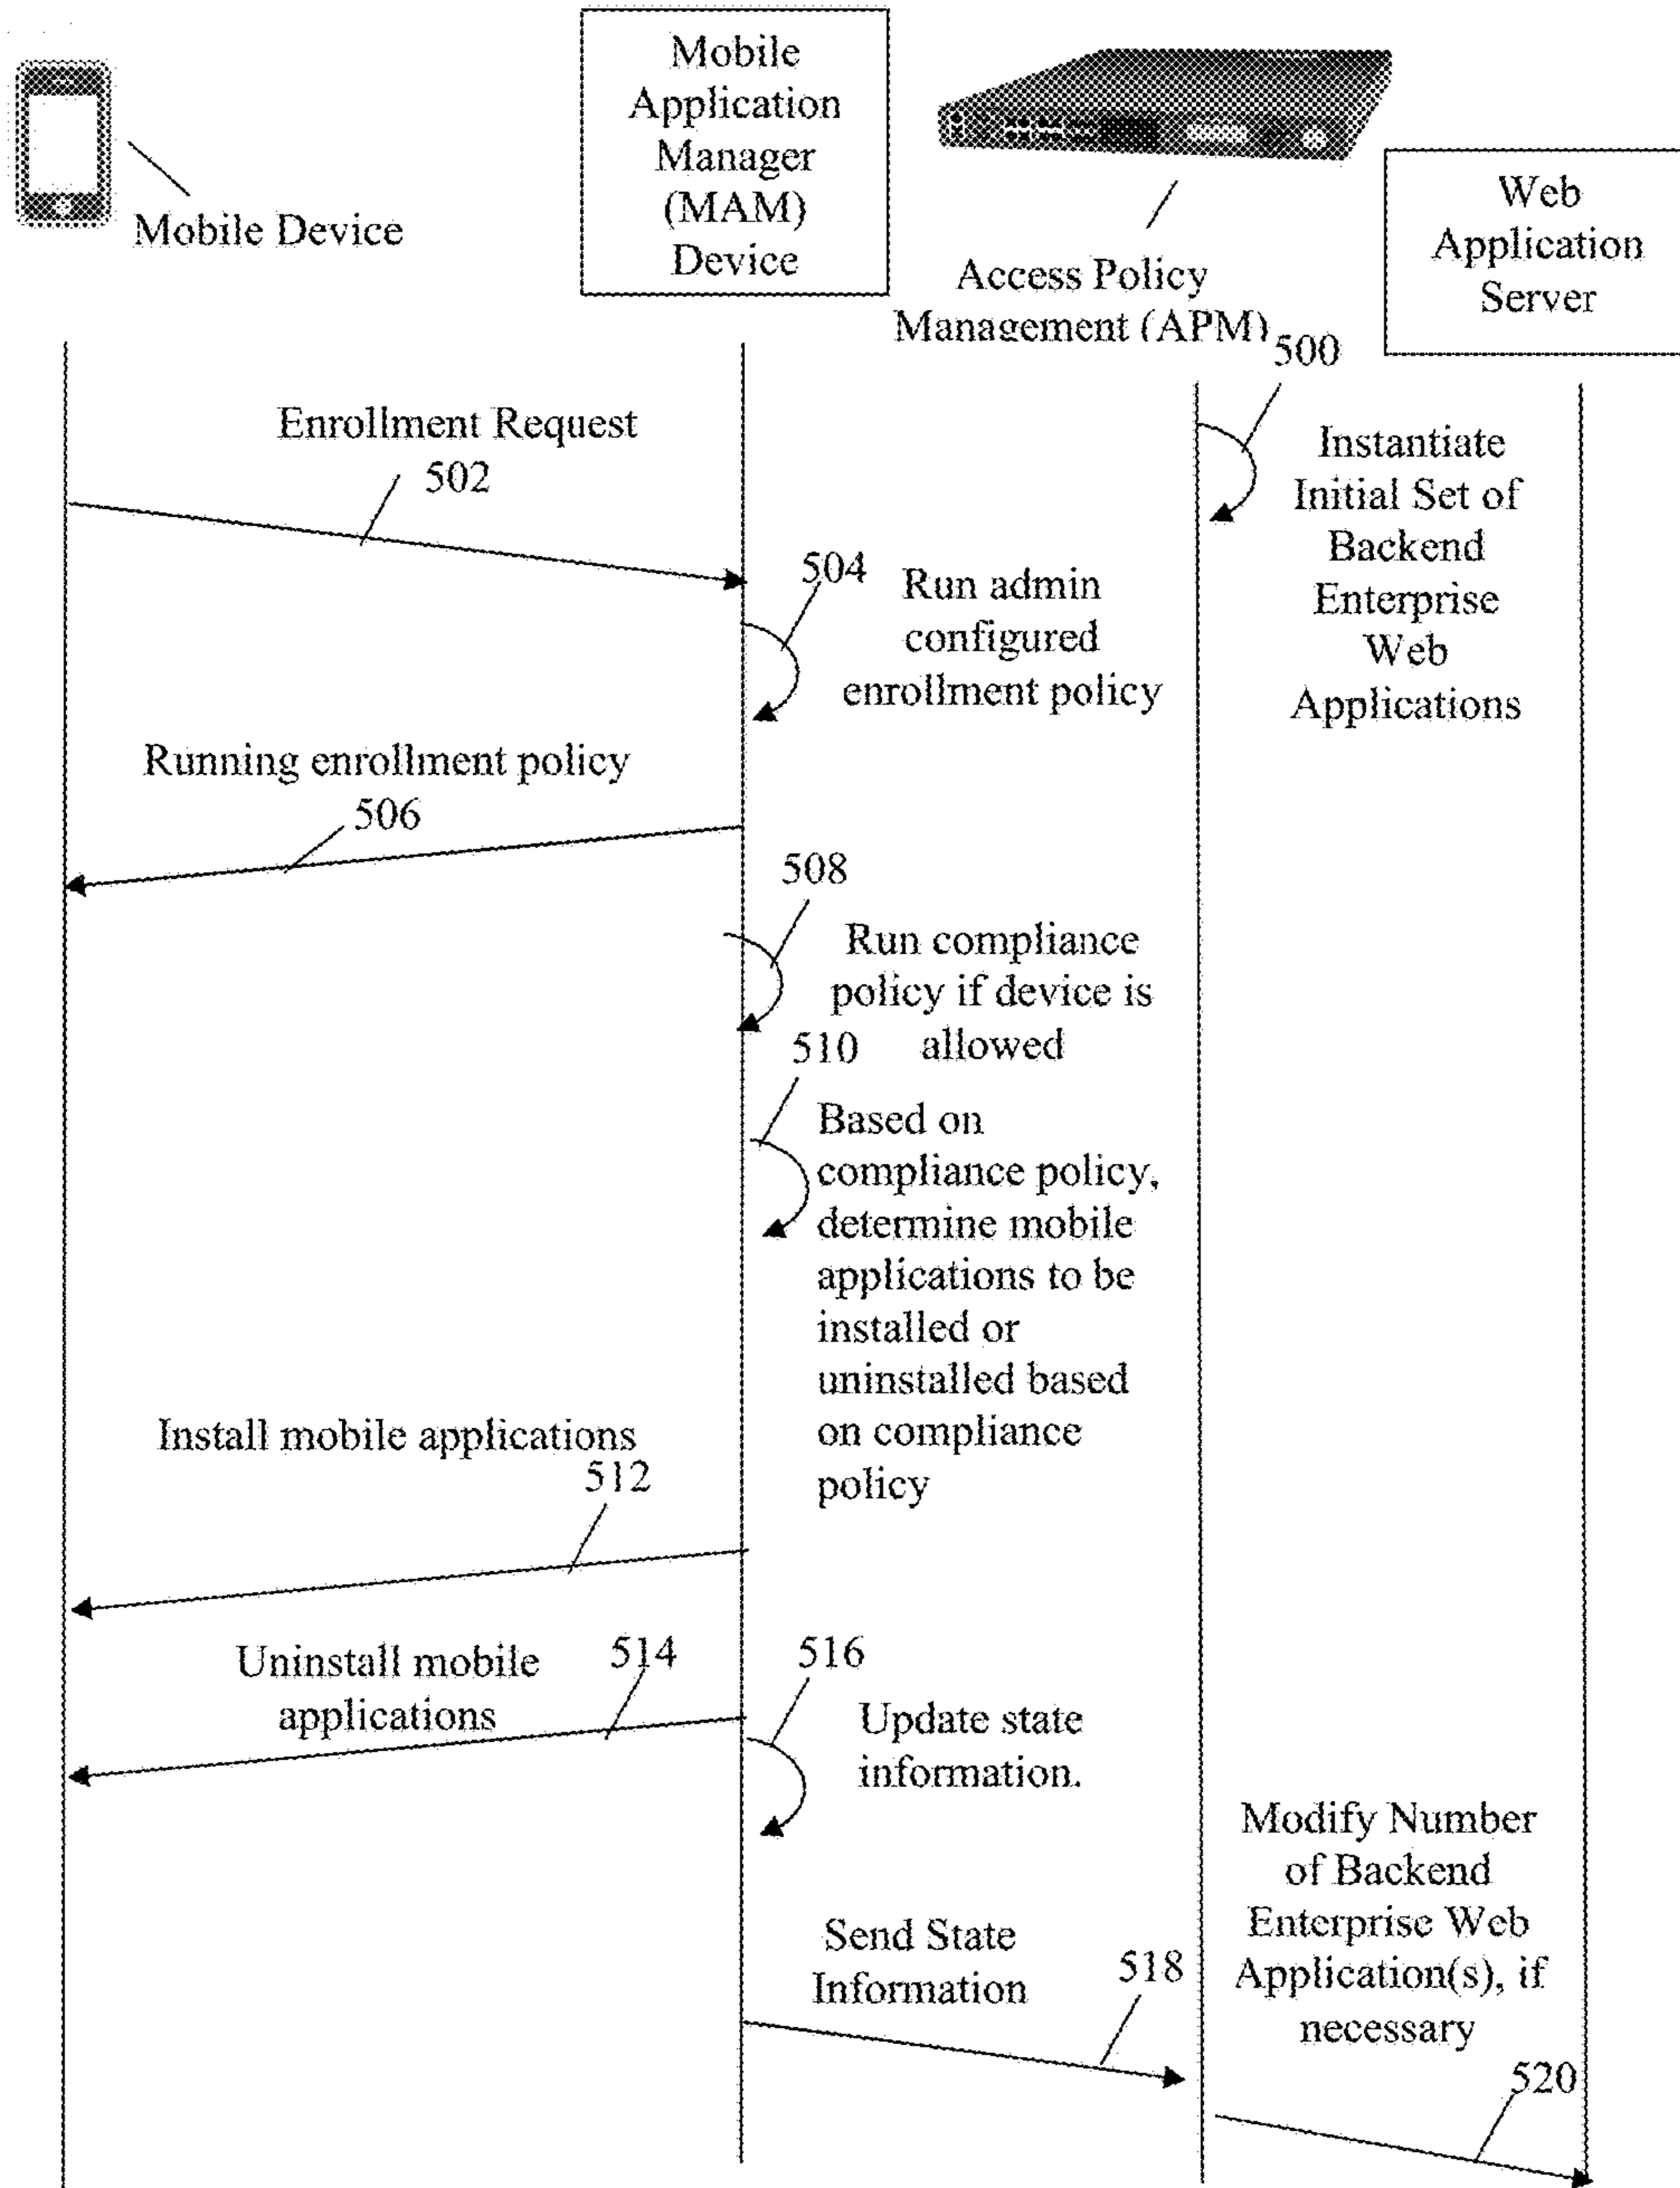 Mobile
Application
Manager
(MAM)
Device
Mobile Device
Access Policy
Management (APM)
Web
Application
Server
500
Instantiate
Initial Set of
Backend
Enterprise
Web
Applications
Enrollment Request
502
504
Run admin
configured
enrollment policy
Running enrollment policy
506
508
Run compliance
policy if device is
allowed
510
Based on
compliance policy,
determine mobile
applications to be
installed or
uninstalled based
on compliance
policy
Install mobile applications
512
Uninstall mobile
applications
514
516
Update state
information.
Send State
Information
518
Modify Number
of Backend
Enterprise Web
Application(s), if
necessary
520